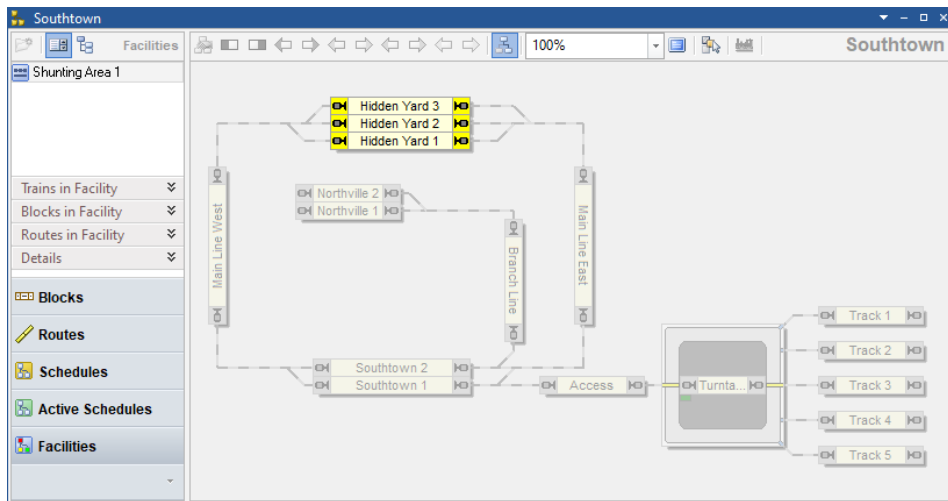 Southtown
Facilities
100%
Southtown
Shunting Area 1
Trains in Facility
Blocks in Facility
Routes in Facility
Details
Blocks
Routes
Schedules
Active Schedules
Facilities
Hidden Yard 3
Hidden Yard 2
Hidden Yard 1
Northville 2
Northville 1
Main Line West
Branch Line
Main Line East
Southtown 2
Southtown 1
Access
Turnta...
Track 1
Track 2
Track 3
Track 4
Track 5